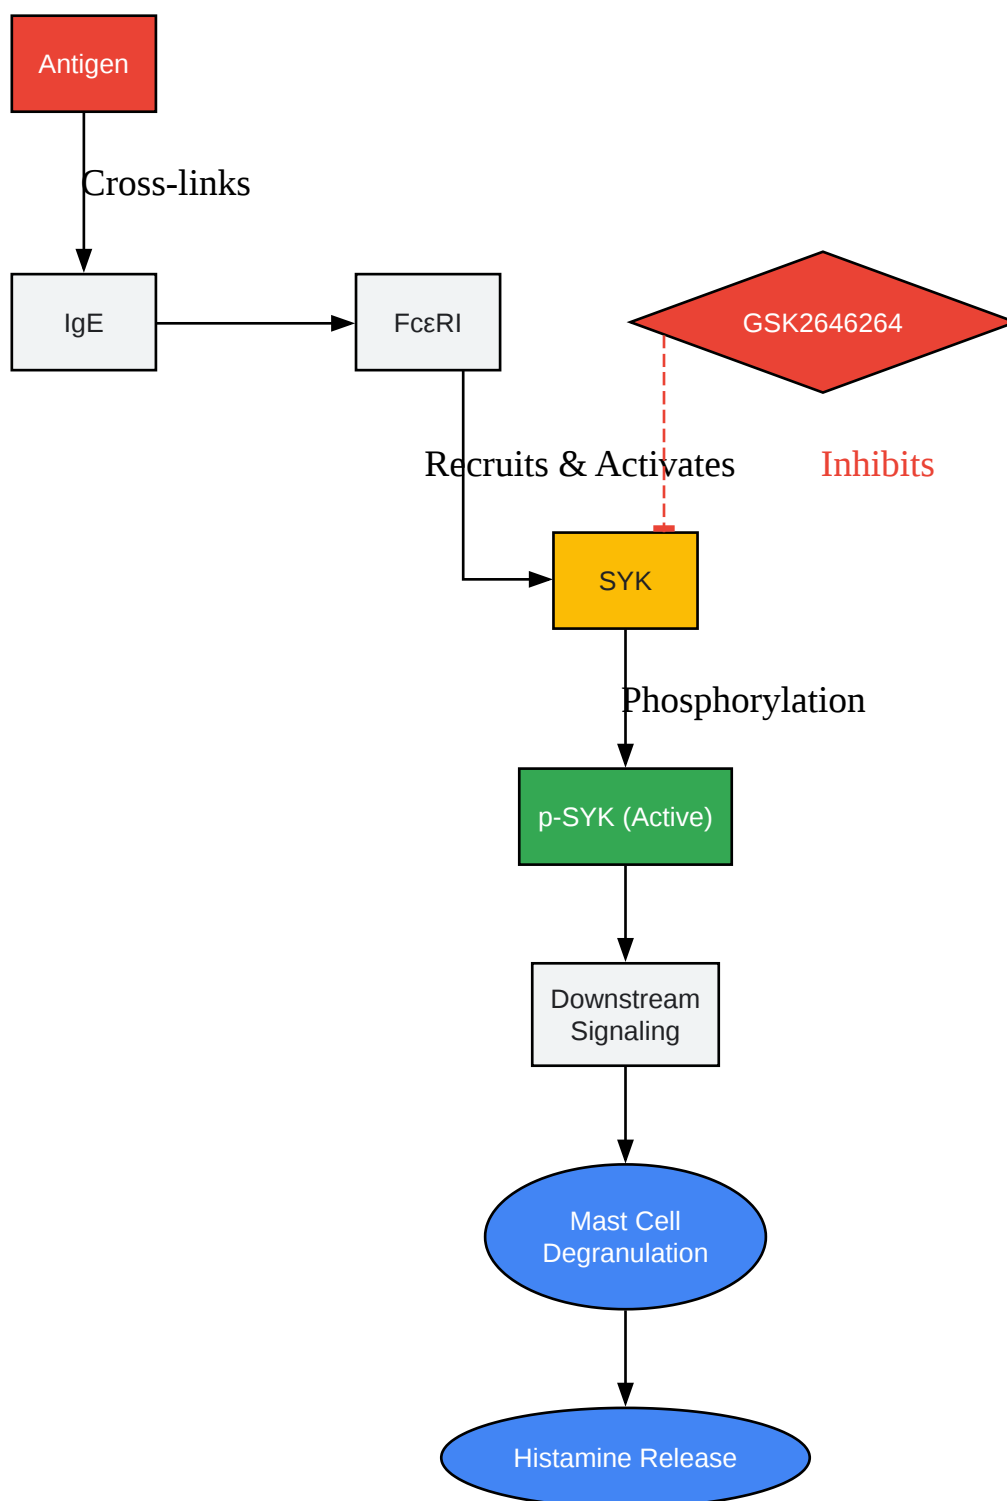 Antigen
Cross-links
IgE
FcεRI
GSK2646264
Recruits & Activates
Inhibits
SYK
Phosphorylation
p-SYK (Active)
Downstream
Signaling
Mast Cell
Degranulation
Histamine Release